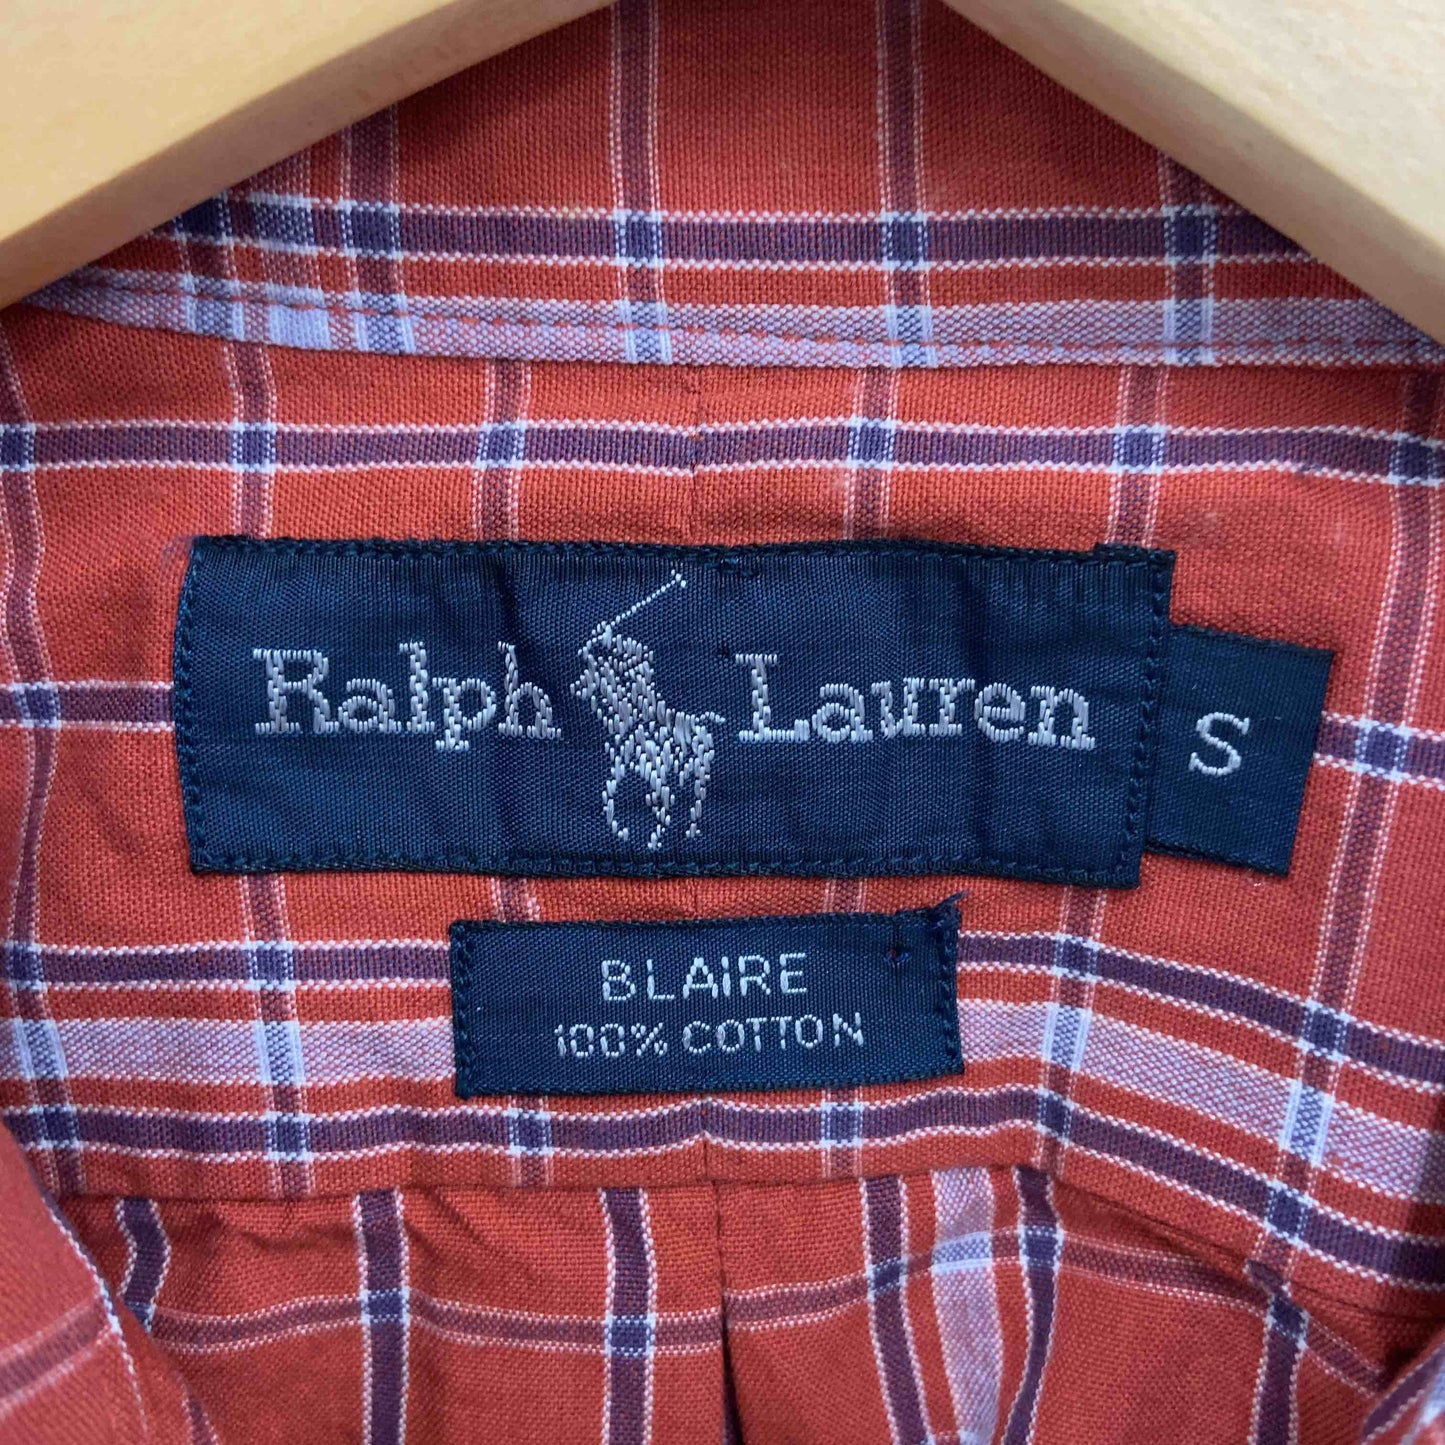 Ralph Lauren
S
BLAIRE
100% COTTON